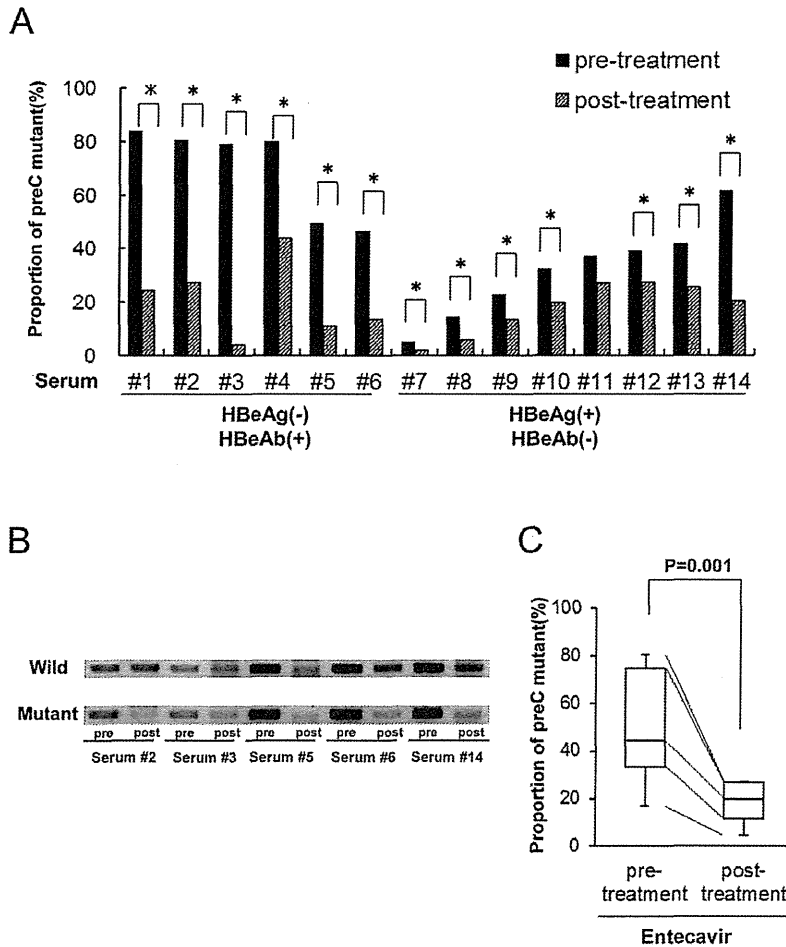 A
pre-treatment
post-treatment
Proportion of preC mutant(%)
100
80
60
40
20
0
* * * * * * * * * * * * *
Serum #1 #2 #3 #4 #5 #6 #7 #8 #9 #10 #11 #12 #13 #14
HBeAg(-) HBeAg(+)
HBeAb(+) HBeAb(-)
B
Wild
Mutant
pre post pre post pre post pre post pre post
Serum #2 Serum #3 Serum #5 Serum #6 Serum #14
C
P=0.001
Proportion of preC mutant(%)
100
80
60
40
20
0
pre- post-
treatment treatment
Entecavir